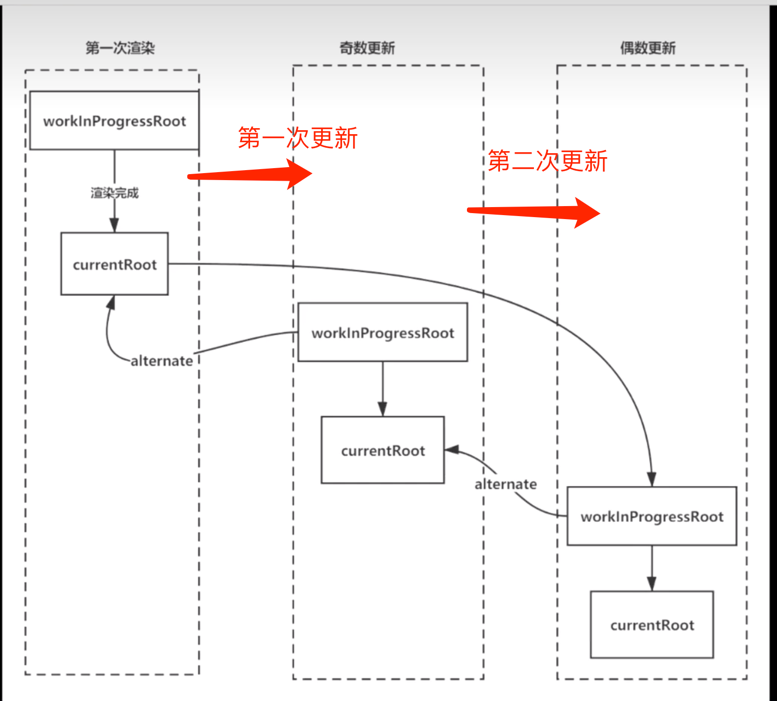 第一次渲染
奇数更新
偶数更新
workInProgressRoot
第一次更新
第二次更新
渲染完成
currentRoot
workInProgressRoot
alternate
currentRoot
alternate
workInProgressRoot
currentRoot